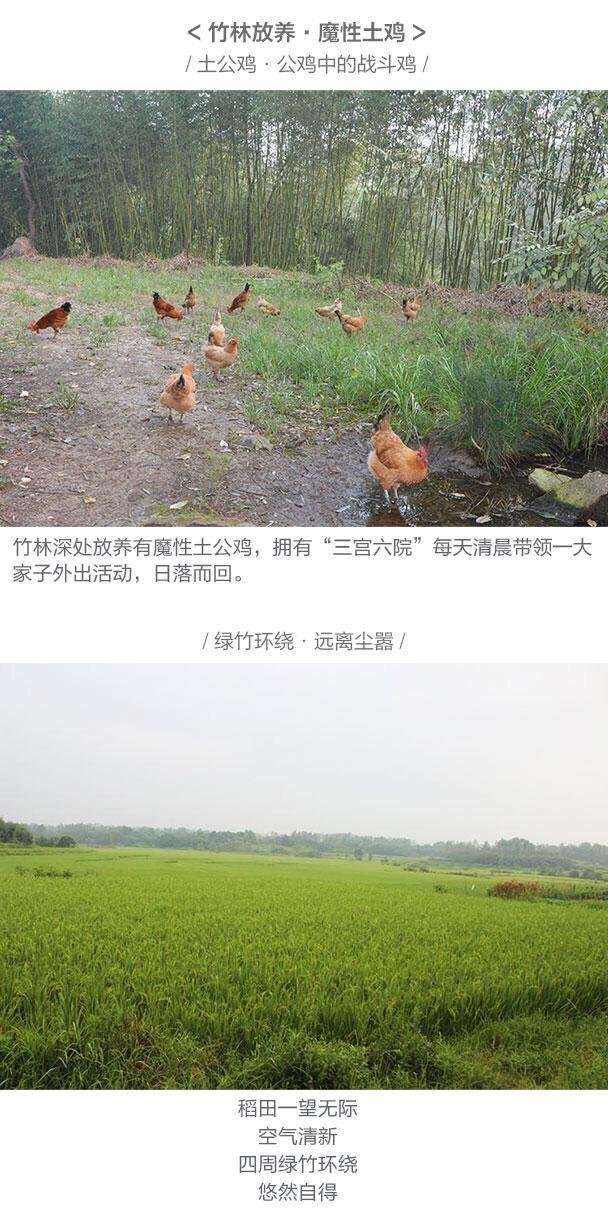 < 竹林放养·魔性土鸡 >
/ 土公鸡·公鸡中的战斗鸡 /
竹林深处放养有魔性土公鸡，拥有“三宫六院”每天清晨带领一大
家子外出活动，日落而回。
/ 绿竹环绕·远离尘嚣 /
稻田一望无际
空气清新
四周绿竹环绕
悠然自得